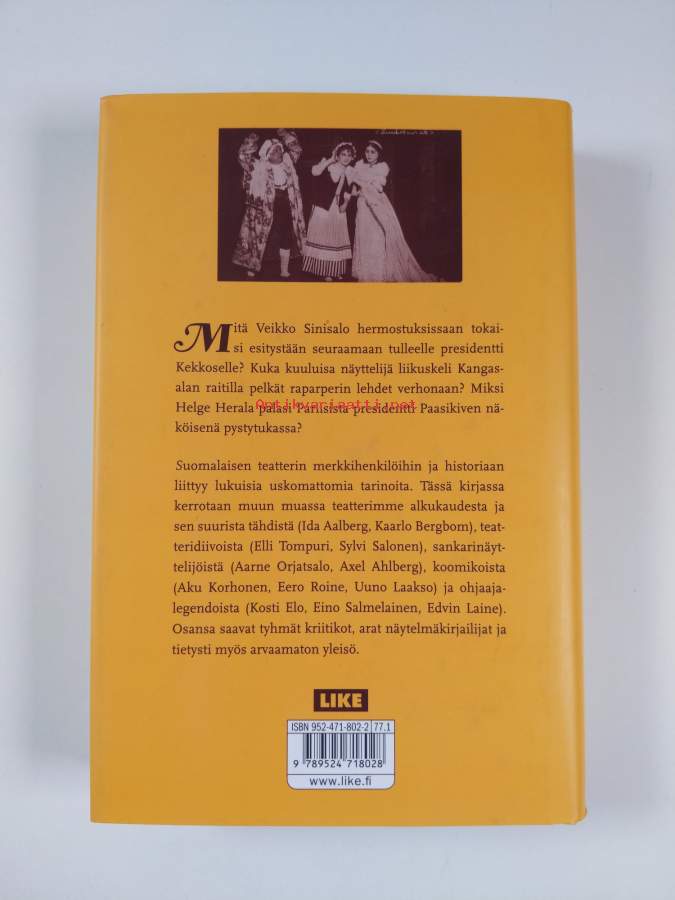 Mitä Veikko Sinisalo hermostuksissaan tokai-
si esitystään seuraamaan tulleelle presidentti
Kekkoselle? Kuka kuuluisa näyttelijä liikuskeli Kangas-
alan raitilla pelkät raparperin lehdet verhonaan? Miksi
Antikvariaatti.net
Helge Herala palasi Pariisista presidentti Paasikiven nä-
köisenä pystytukassa?
Suomalaisen teatterin merkkihenkilöihin ja historiaan
liittyy lukuisia uskomattomia tarinoita. Tässä kirjassa
kerrotaan muun muassa teatterimme alkukaudesta ja
sen suurista tähdistä (Ida Aalberg, Kaarlo Bergbom), teat-
teridiivoista (Elli Tompuri, Sylvi Salonen), sankarinäyt-
telijöistä (Aarne Orjatsalo, Axel Ahlberg), koomikoista
(Aku Korhonen, Eero Roine, Uuno Laakso) ja ohjaaja-
legendoista (Kosti Elo, Eino Salmelainen, Edvin Laine).
Osansa saavat tyhmät kriitikot, arat näytelmäkirjailijat ja
tietysti myös arvaamaton yleisö.
LIKE
ISBN 952-471-802-2 77.1
9 789524 718028
www.like.fi